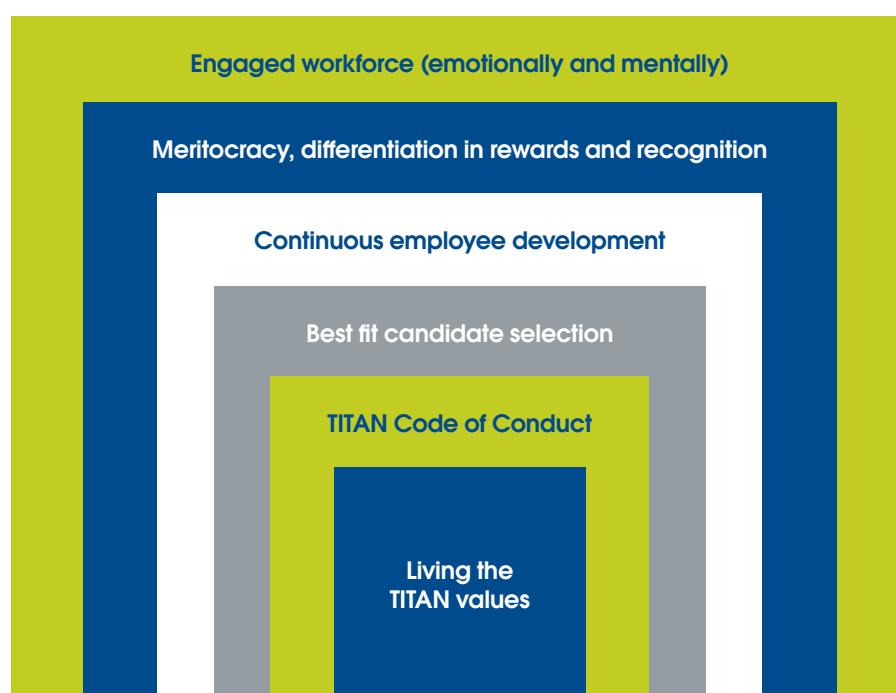 Engaged workforce (emotionally and mentally)
Meritocracy, differentiation in rewards and recognition
Continuous employee development
Best fit candidate selection
TITAN Code of Conduct
Living the
TITAN values